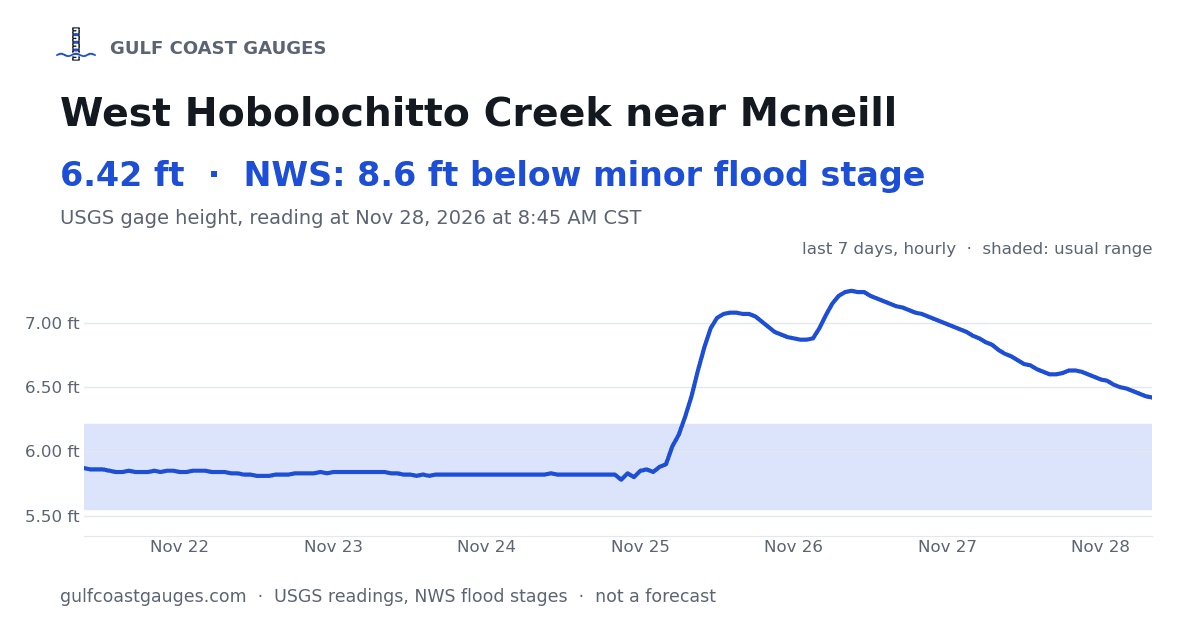 GULF COAST GAUGES
West Hobolochitto Creek near Mcneill
6.42 ft · NWS: 8.6 ft below minor flood stage
USGS gage height, reading at Nov 28, 2026 at 8:45 AM CST
last 7 days, hourly · shaded: usual range
7.00 ft
6.50 ft
6.00 ft
5.50 ft
Nov 22 Nov 23 Nov 24 Nov 25 Nov 26 Nov 27 Nov 28
gulfcoastgauges.com · USGS readings, NWS flood stages · not a forecast